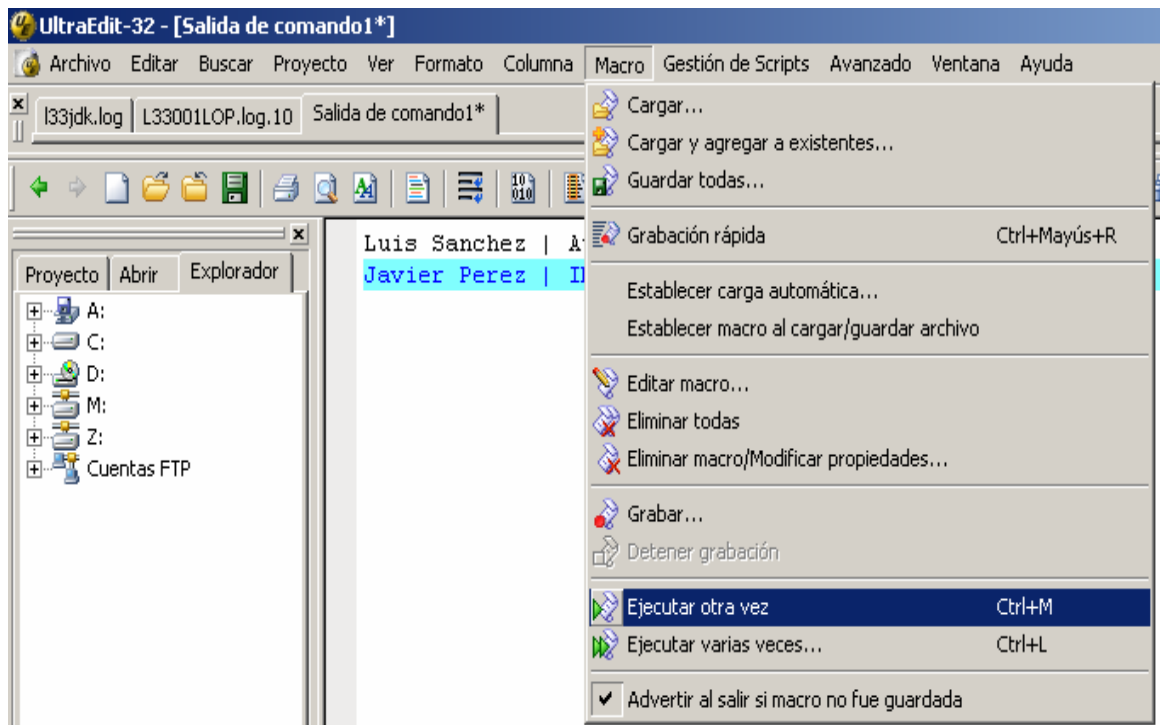 UltraEdit-32 - [Salida de comando1*]
Archivo Editar Buscar Proyecto Ver Formato Columna Macro Gestión de Scripts Avanzado Ventana Ayuda
l33jdk.log L33001LOP.log.10 Salida de comando1*
Proyecto Abrir Explorador
A:
C:
D:
M:
Z:
Cuentas FTP
Luis Sanchez |
Javier Perez |
Cargar...
Cargar y agregar a existentes...
Guardar todas...
Grabación rápida Ctrl+Mayús+R
Establecer carga automática...
Establecer macro al cargar/guardar archivo
Editar macro...
Eliminar todas
Eliminar macro/Modificar propiedades...
Grabar...
Detener grabación
Ejecutar otra vez Ctrl+M
Ejecutar varias veces... Ctrl+L
Advertir al salir si macro no fue guardada